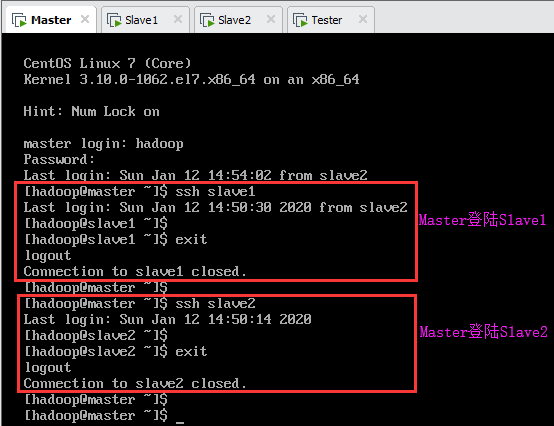 Master
Slave1
Slave2
Tester
CentOS Linux 7 (Core)
Kernel 3.10.0-1062.el7.x86_64 on an x86_64
Hint: Num Lock on
master login: hadoop
Password:
Last login: Sun Jan 12 14:54:02 from slave2
[hadoop@master ~]$ ssh slave1
Last login: Sun Jan 12 14:50:30 2020 from slave2
[hadoop@slave1 ~]$
[hadoop@slave1 ~]$ exit
logout
Connection to slave1 closed.
[hadoop@master ~]$
[hadoop@master ~]$ ssh slave2
Last login: Sun Jan 12 14:50:14 2020
[hadoop@slave2 ~]$
[hadoop@slave2 ~]$ exit
logout
Connection to slave2 closed.
[hadoop@master ~]$
[hadoop@master ~]$ _
Master登陆Slave1
Master登陆Slave2